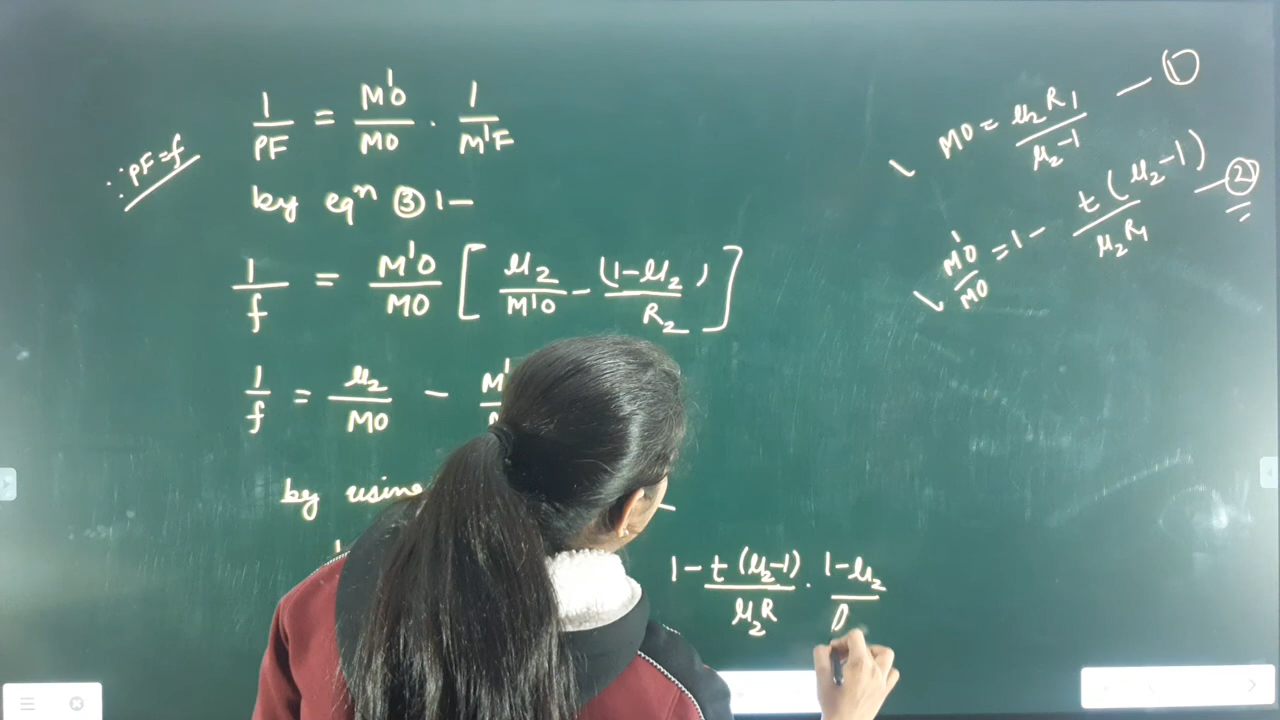 1/PF = M'O/MO . 1/M'F
∵ PF = f
by eqⁿ ③ 1-
1/f = M'O/MO [ μ₂/M'O - (1-μ₂)/R₂ ]
1/f = μ₂/MO - M'
by using
1 - t(μ₂-1)/μ₂R . 1-μ₂
MO = μ₂R₁/μ₂-1 — ①
M'O/MO = 1 - t(μ₂-1)/μ₂R₁ — ②